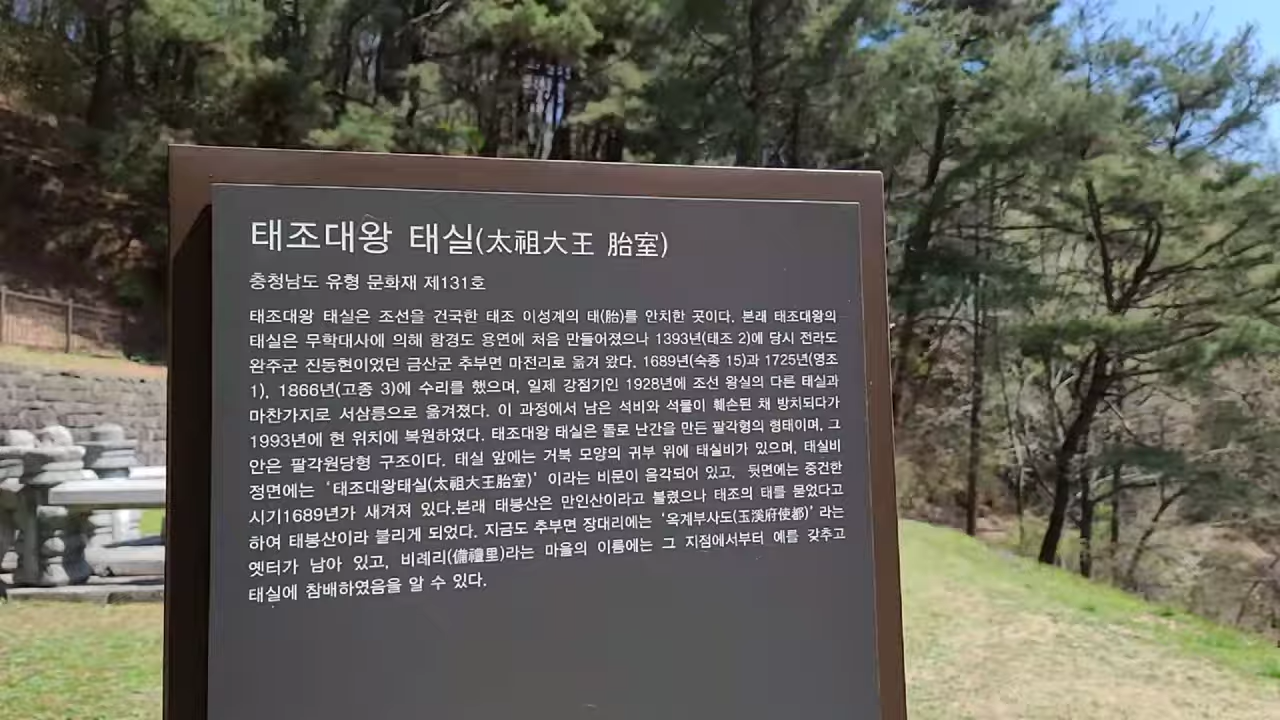 태조대왕 태실(太祖大王 胎室)
충청남도 유형 문화재 제131호
태조대왕 태실은 조선을 건국한 태조 이성계의 태(胎)를 안치한 곳이다. 본래 태조대왕의
태실은 무학대사에 의해 함경도 용연에 처음 만들어졌으나 1393년(태조 2)에 당시 전라도
완주군 진동현이었던 금산군 추부면 마전리로 옮겨 왔다. 1689년(숙종 15)과 1725년(영조
1), 1866년(고종 3)에 수리를 했으며, 일제 강점기인 1928년에 조선 왕실의 다른 태실과
마찬가지로 서삼릉으로 옮겨졌다. 이 과정에서 남은 석비와 석물이 훼손된 채 방치되다가
1993년에 현 위치에 복원하였다. 태조대왕 태실은 돌로 난간을 만든 팔각형의 형태이며, 그
안은 팔각원당형 구조이다. 태실 앞에는 거북 모양의 귀부 위에 태실비가 있으며, 태실비
정면에는 ‘태조대왕태실(太祖大王胎室)’ 이라는 비문이 음각되어 있고, 뒷면에는 중건한
시기1689년가 새겨져 있다.본래 태봉산은 만인산이라고 불렸으나 태조의 태를 묻었다고
하여 태봉산이라 불리게 되었다. 지금도 추부면 장대리에는 ‘옥계부사도(玉溪府使都)’ 라는
옛터가 남아 있고, 비례리(備禮里)라는 마을의 이름에는 그 지점에서부터 예를 갖추고
태실에 참배하였음을 알 수 있다.